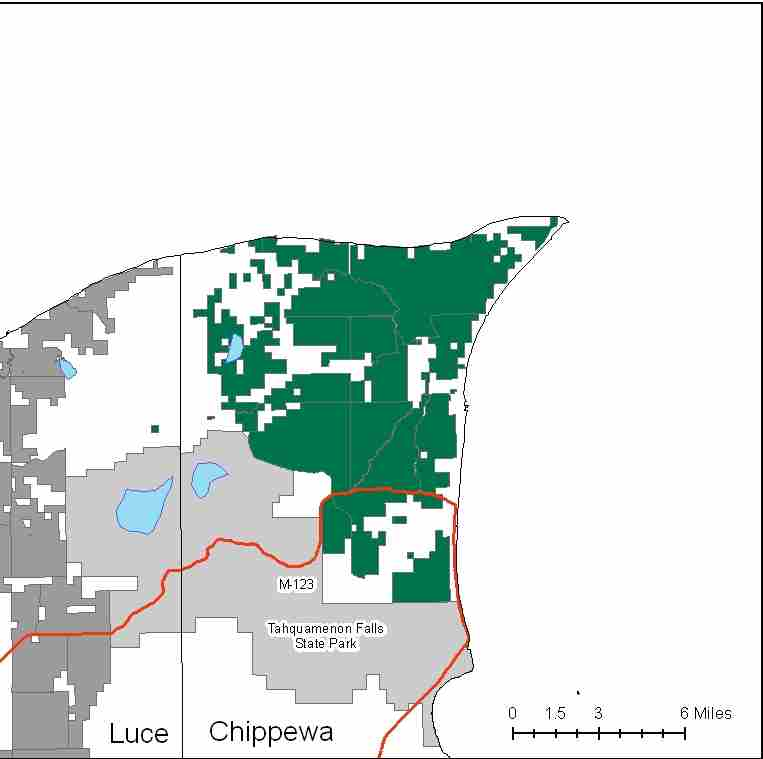 M-123
Tahquamenon Falls
State Park
0 1.5 3 6 Miles
Luce Chippewa